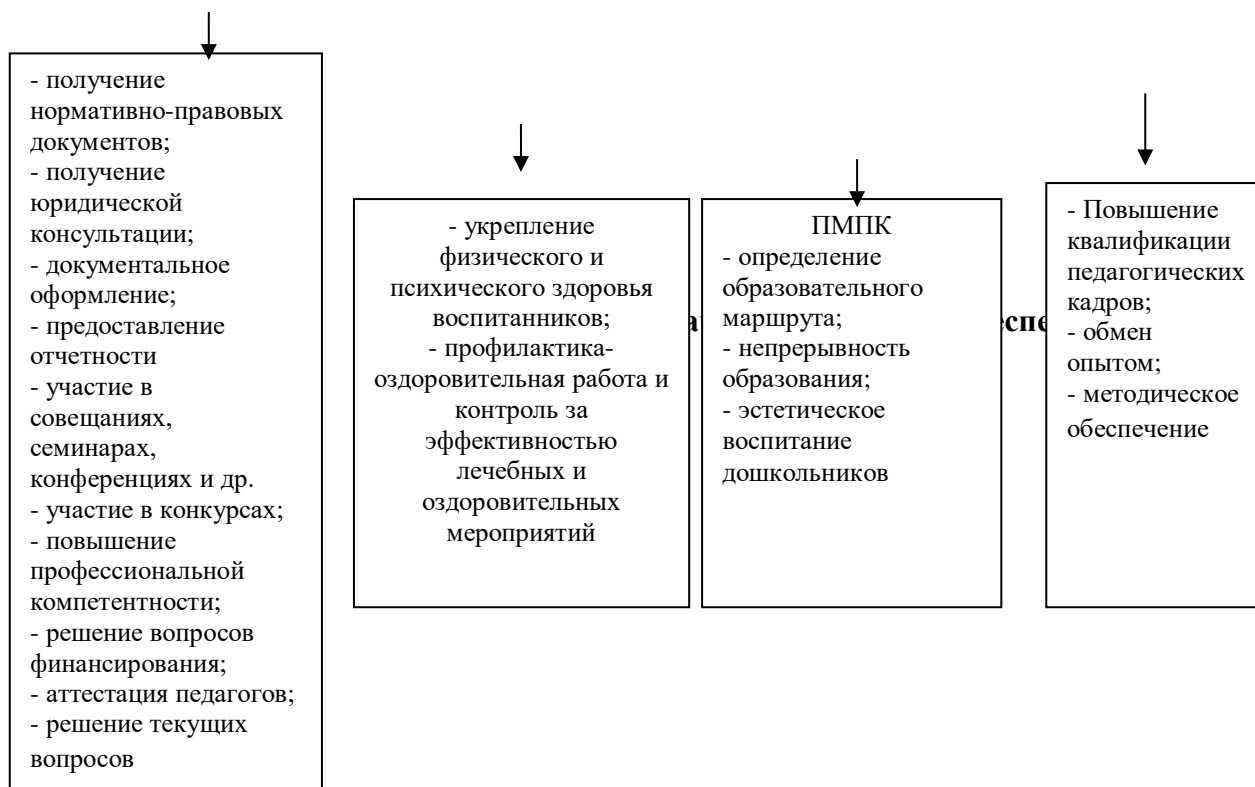 - получение
нормативно-правовых
документов;
- получение
юридической
консультации;
- документальное
оформление;
- предоставление
отчетности
- участие в
совещаниях,
семинарах,
конференциях и др.
- участие в конкурсах;
- повышение
профессиональной
компетентности;
- решение вопросов
финансирования;
- аттестация педагогов;
- решение текущих
вопросов
- укрепление
физического и
психического здоровья
воспитанников;
- профилактика-
оздоровительная работа и
контроль за
эффективностью
лечебных и
оздоровительных
мероприятий
ПМПК
- определение
образовательного
маршрута;
- непрерывность
образования;
- эстетическое
воспитание
дошкольников
- Повышение
квалификации
педагогических
кадров;
- обмен
опытом;
- методическое
обеспечение